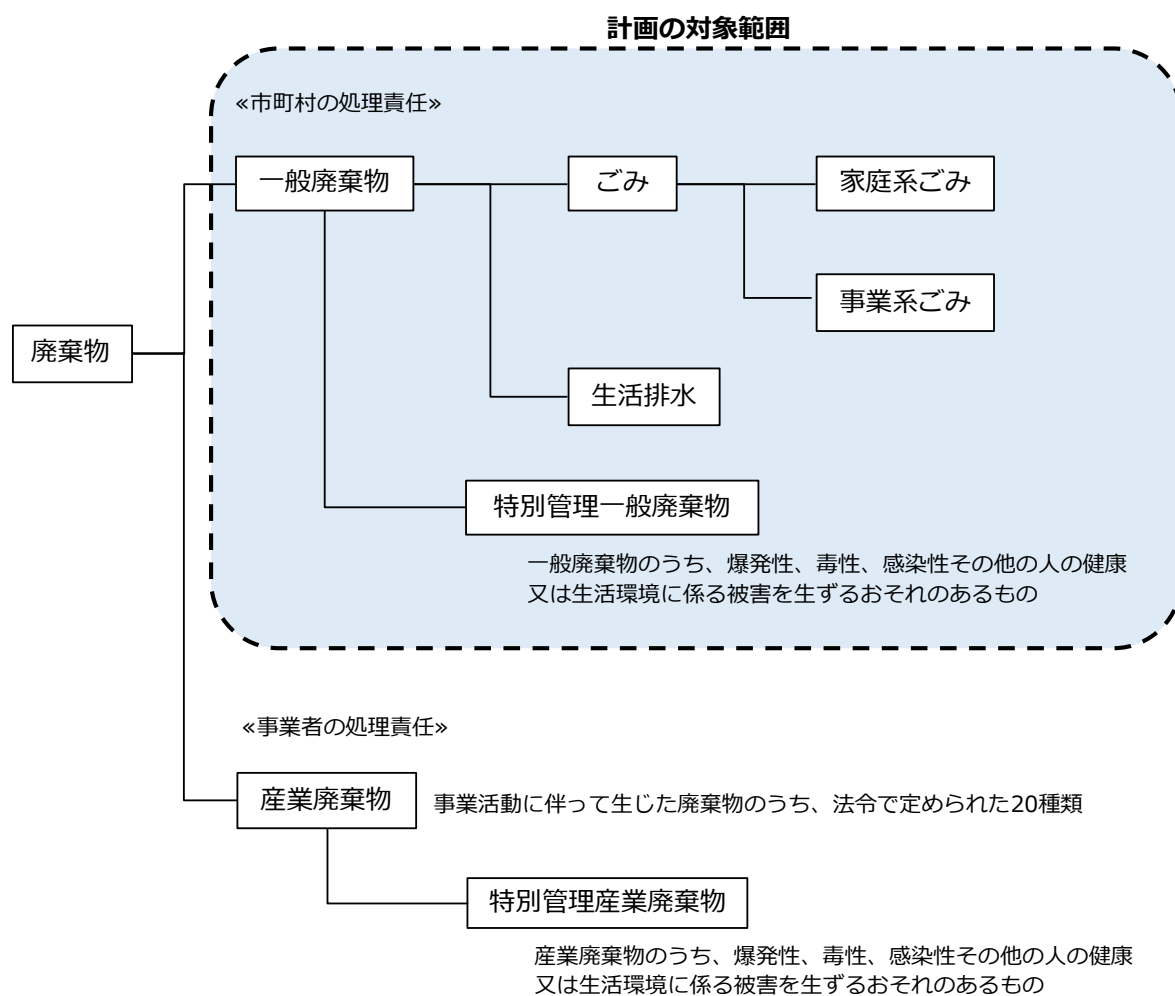 計画の対象範囲
«市町村の処理責任»
一般廃棄物
ごみ
家庭系ごみ
事業系ごみ
廃棄物
生活排水
特別管理一般廃棄物
一般廃棄物のうち、爆発性、毒性、感染性その他の人の健康
又は生活環境に係る被害を生ずるおそれのあるもの
«事業者の処理責任»
産業廃棄物
事業活動に伴って生じた廃棄物のうち、法令で定められた20種類
特別管理産業廃棄物
産業廃棄物のうち、爆発性、毒性、感染性その他の人の健康
又は生活環境に係る被害を生ずるおそれのあるもの